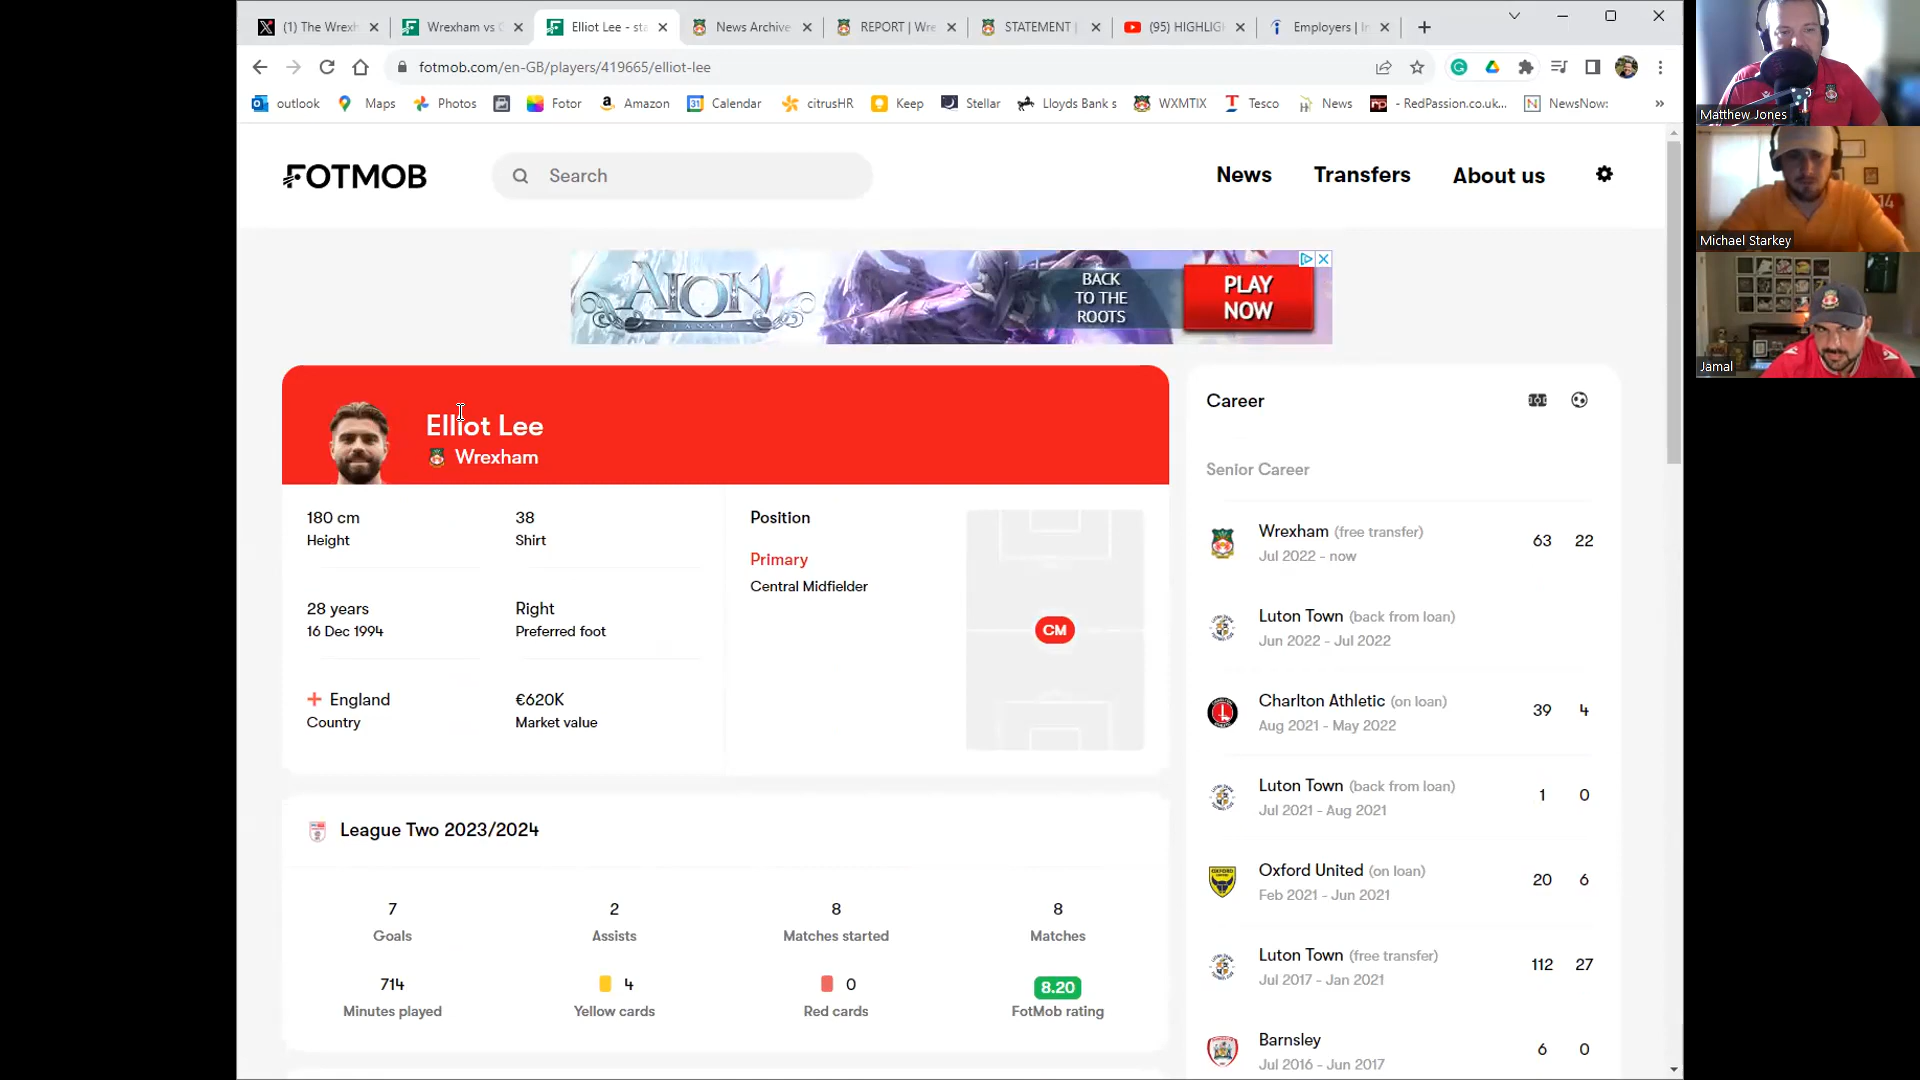 (1) The Wrexh
Wrexham vs G
Elliot Lee - sta
News Archive
REPORT | Wre
STATEMENT |
(95) HIGHLIG
Employers | In
fotmob.com/en-GB/players/419665/elliot-lee
outlook
Maps
Photos
Fotor
Amazon
Calendar
citrusHR
Keep
Stellar
Lloyds Bank s
WXMTIX
Tesco
News
- RedPassion.co.uk...
NewsNow:
»
FOTMOB
Search
News
Transfers
About us
AION
CLASSIC
BACK
TO THE
ROOTS
PLAY
NOW
Elliot Lee
Wrexham
180 cm
Height
38
Shirt
28 years
16 Dec 1994
Right
Preferred foot
England
Country
€620K
Market value
Position
Primary
Central Midfielder
CM
League Two 2023/2024
7
Goals
2
Assists
8
Matches started
8
Matches
714
Minutes played
4
Yellow cards
0
Red cards
8.20
FotMob rating
Career
Senior Career
Wrexham (free transfer) 63 22
Jul 2022 - now
Luton Town (back from loan)
Jun 2022 - Jul 2022
Charlton Athletic (on loan) 39 4
Aug 2021 - May 2022
Luton Town (back from loan) 1 0
Jul 2021 - Aug 2021
Oxford United (on loan) 20 6
Feb 2021 - Jun 2021
Luton Town (free transfer) 112 27
Jul 2017 - Jan 2021
Barnsley 6 0
Jul 2016 - Jun 2017
Matthew Jones
Michael Starkey
14
Jamal